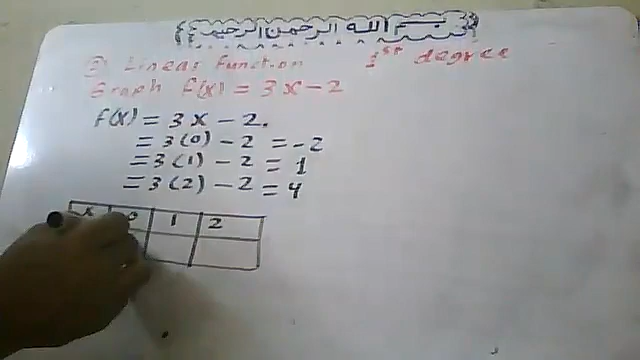 بسم الله الرحمن الرحيم
Linear Function 1st degree
Graph f(x) = 3x - 2
f(x) = 3x - 2.
= 3(0) - 2 = -2
= 3(1) - 2 = 1
= 3(2) - 2 = 4
x 0 1 2